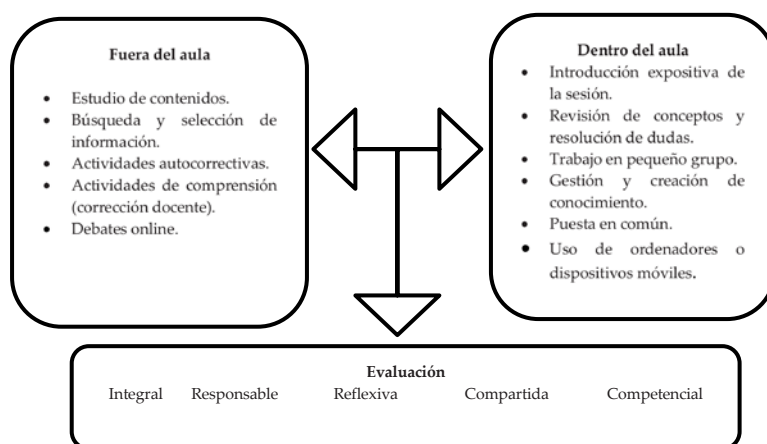 Fuera del aula
• Estudio de contenidos.
• Búsqueda y selección de
información.
• Actividades autocorrectivas.
• Actividades de comprensión
(corrección docente).
• Debates online.
Dentro del aula
• Introducción expositiva de
la sesión.
• Revisión de conceptos y
resolución de dudas.
• Trabajo en pequeño grupo.
• Gestión y creación de
conocimiento.
• Puesta en común.
• Uso de ordenadores o
dispositivos móviles.
Evaluación
Integral Responsable Reflexiva Compartida Competencial